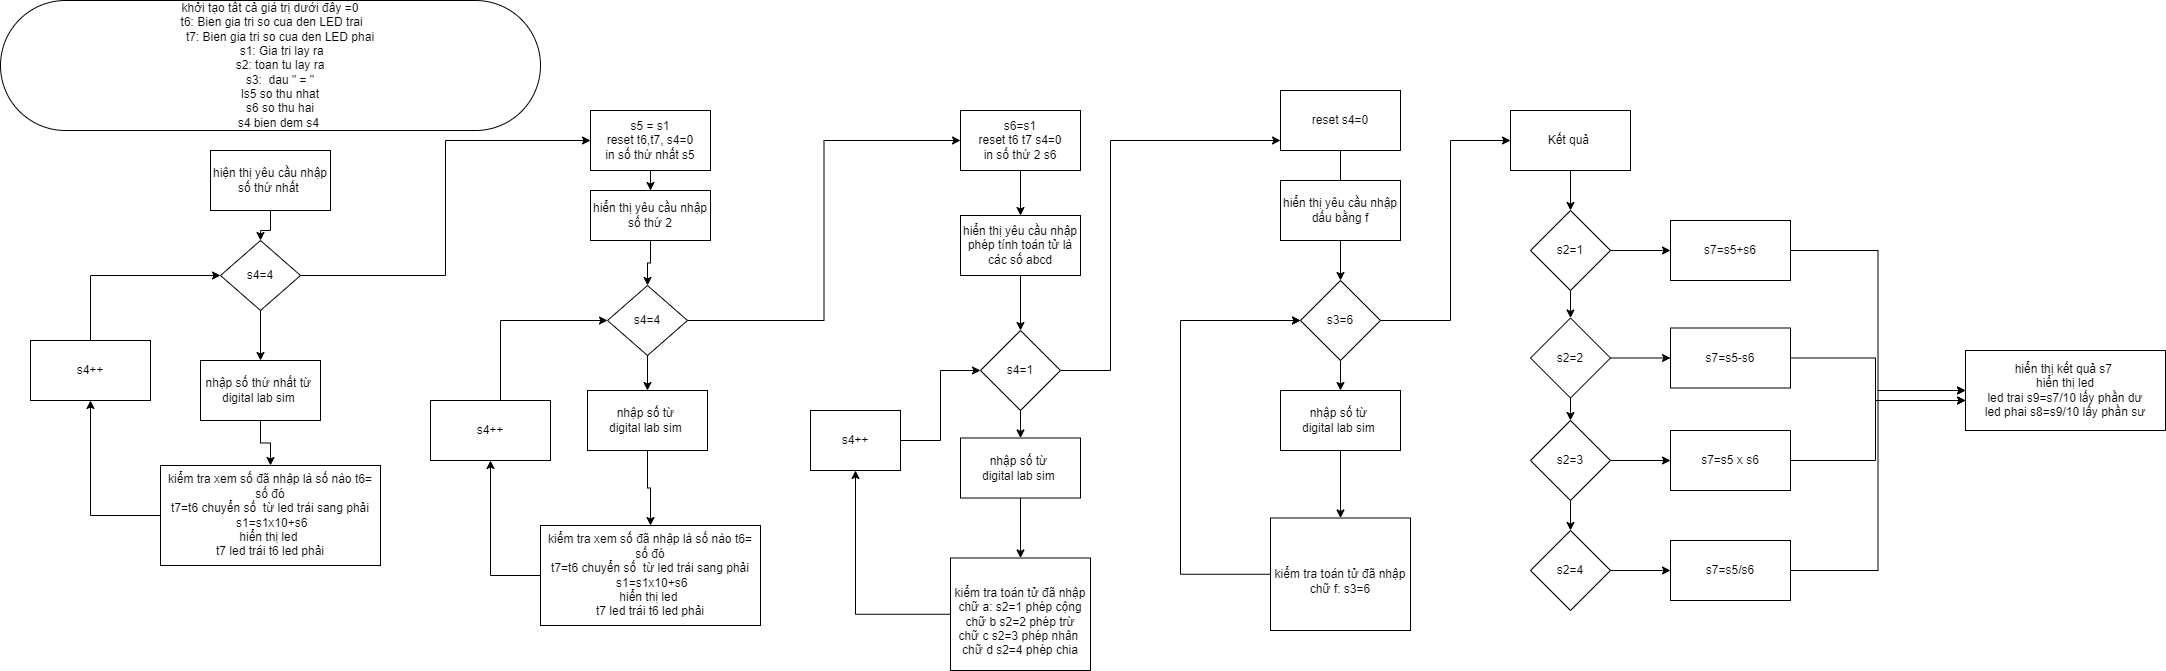 khởi tạo tất cả giá trị dưới đây =0
t6: Bien gia tri so cua den LED trai
t7: Bien gia tri so cua den LED phai
s1: Gia tri lay ra
s2: toan tu lay ra
s3:  dau " = "
ls5 so thu nhat
s6 so thu hai
s4 bien dem s4
hiện thị yêu cầu nhập
số thứ nhất
s4=4
s4++
nhập số thứ nhất từ
digital lab sim
kiểm tra xem số đã nhập là số nào t6=
số đó
t7=t6 chuyển số  từ led trái sang phải
s1=s1x10+s6
hiển thị led
t7 led trái t6 led phải
s5 = s1
reset t6,t7, s4=0
in số thứ nhất s5
hiển thị yêu cầu nhập
số thứ 2
s4=4
s4++
nhập số từ
digital lab sim
kiểm tra xem số đã nhập là số nào t6=
số đó
t7=t6 chuyển số  từ led trái sang phải
s1=s1x10+s6
hiển thị led
t7 led trái t6 led phải
s6=s1
reset t6 t7 s4=0
in số thứ 2 s6
hiển thị yêu cầu nhập
phép tính toán tử là
các số abcd
s4=1
s4++
nhập số từ
digital lab sim
kiểm tra toán tử đã nhập
chữ a: s2=1 phép cộng
chữ b s2=2 phép trừ
chữ c s2=3 phép nhân
chữ d s2=4 phép chia
reset s4=0
hiển thị yêu cầu nhập
dấu bằng f
s3=6
nhập số từ
digital lab sim
kiểm tra toán tử đã nhập
chữ f: s3=6
Kết quả
s2=1
s7=s5+s6
s2=2
s7=s5-s6
s2=3
s7=s5 x s6
s2=4
s7=s5/s6
hiển thị kết quả s7
hiển thị led
led trai s9=s7/10 lấy phần dư
led phai s8=s9/10 lấy phần sư